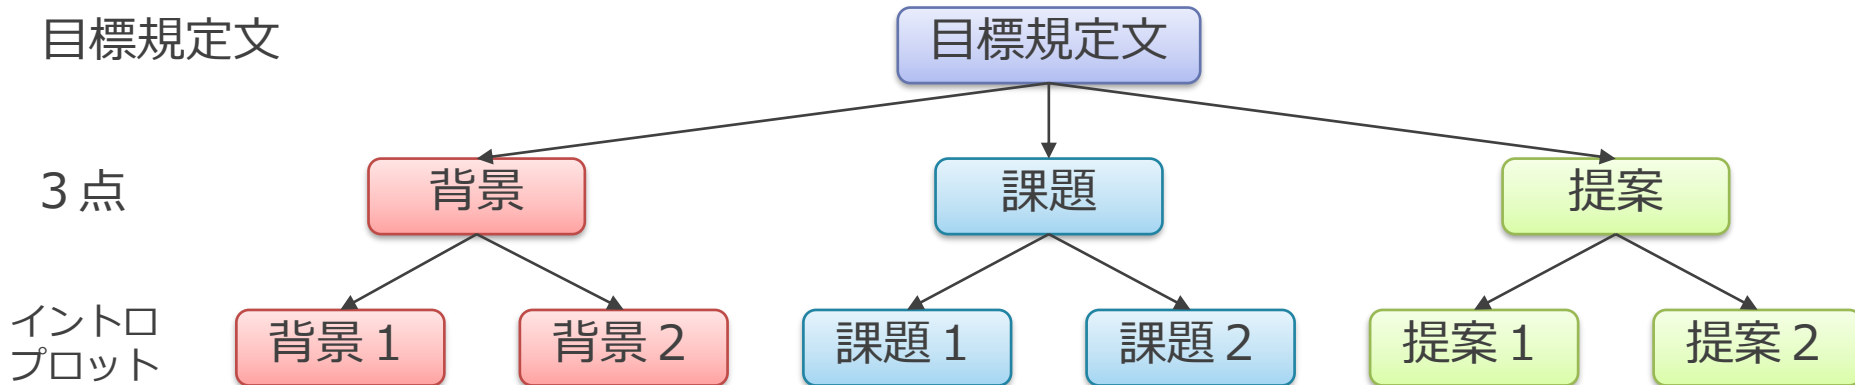 目標規定文
目標規定文
３点
背景
課題
提案
イントロ
プロット
背景１
背景２
課題１
課題２
提案１
提案２